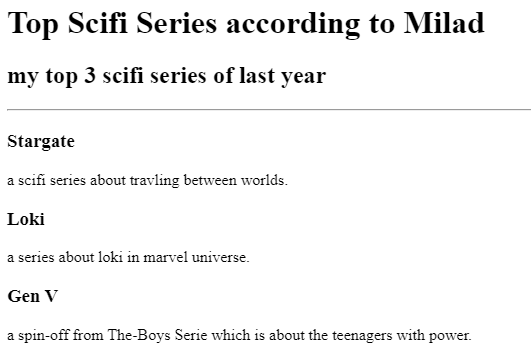 Top Scifi Series according to Milad
my top 3 scifi series of last year
Stargate
a scifi series about travling between worlds.
Loki
a series about loki in marvel universe.
Gen V
a spin-off from The-Boys Serie which is about the teenagers with power.